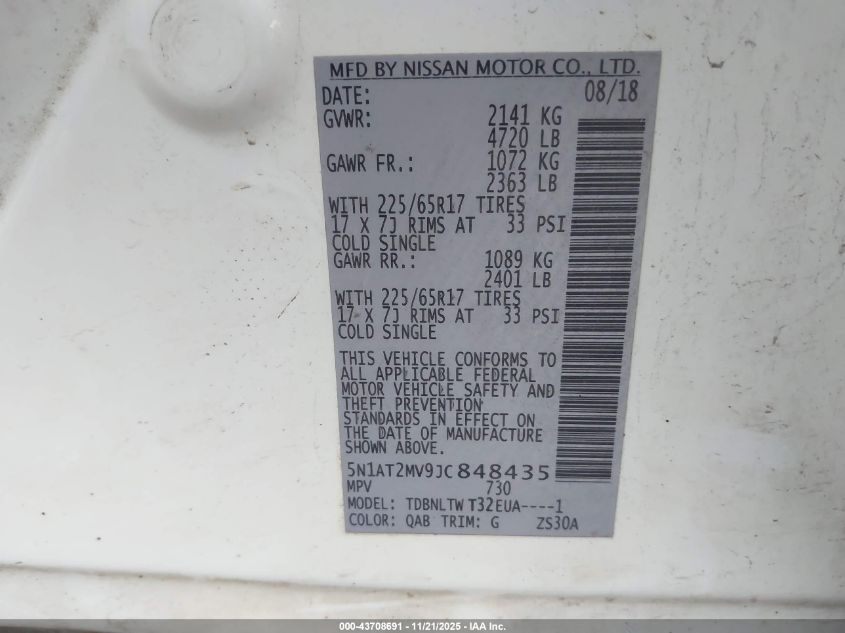 MFD BY NISSAN MOTOR CO., LTD.
DATE: 08/18
GVWR: 2141 KG
4720 LB
GAWR FR.: 1072 KG
2363 LB
WITH 225/65R17 TIRES
17 X 7J RIMS AT 33 PSI
COLD SINGLE
GAWR RR.: 1089 KG
2401 LB
WITH 225/65R17 TIRES
17 X 7J RIMS AT 33 PSI
COLD SINGLE
THIS VEHICLE CONFORMS TO
ALL APPLICABLE FEDERAL
MOTOR VEHICLE SAFETY AND
THEFT PREVENTION
STANDARDS IN EFFECT ON
THE DATE OF MANUFACTURE
SHOWN ABOVE.
5N1AT2MV9JC848435
MPV 730
MODEL: TDBNLTW T32EUA----1
COLOR: QAB TRIM: G ZS30A
000-43708691 - 11/21/2025 - IAA Inc.